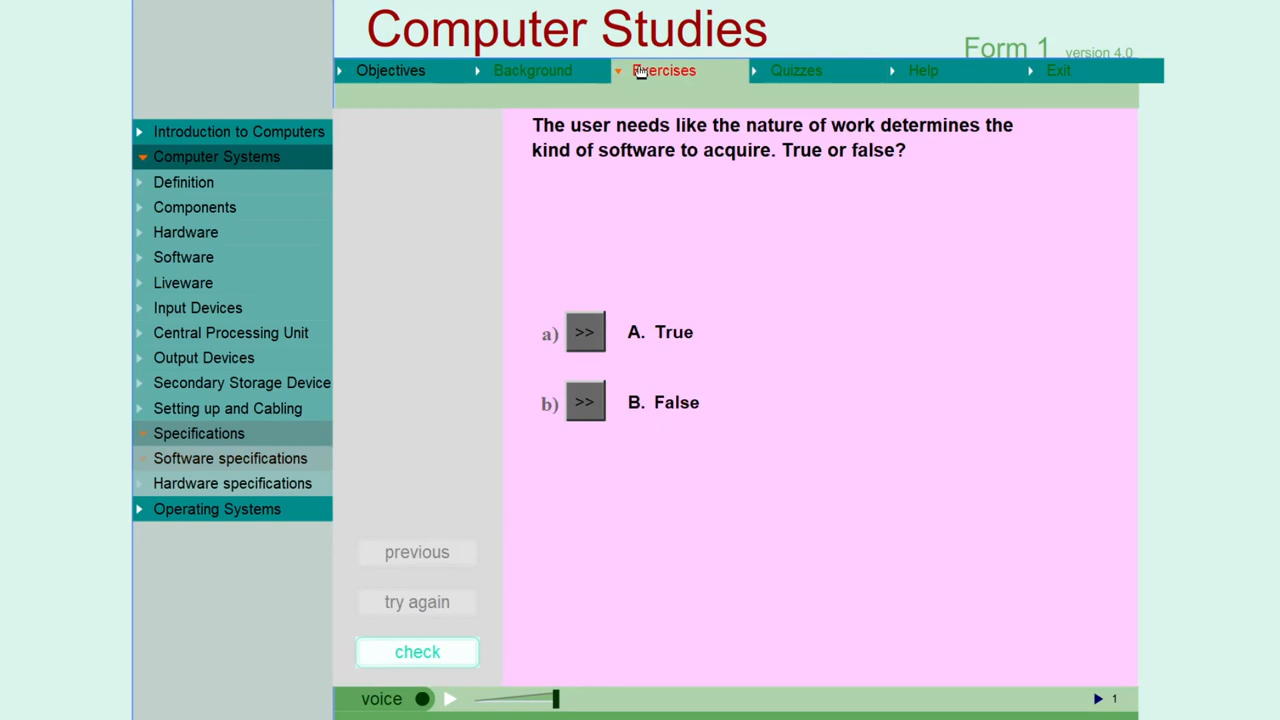 Computer Studies
Form 1 version 4.0
Objectives
Background
Exercises
Quizzes
Help
Exit
Introduction to Computers
Computer Systems
Definition
Components
Hardware
Software
Liveware
Input Devices
Central Processing Unit
Output Devices
Secondary Storage Device
Setting up and Cabling
Specifications
Software specifications
Hardware specifications
Operating Systems
The user needs like the nature of work determines the
kind of software to acquire. True or false?
a) >> A. True
b) >> B. False
previous
try again
check
voice
1